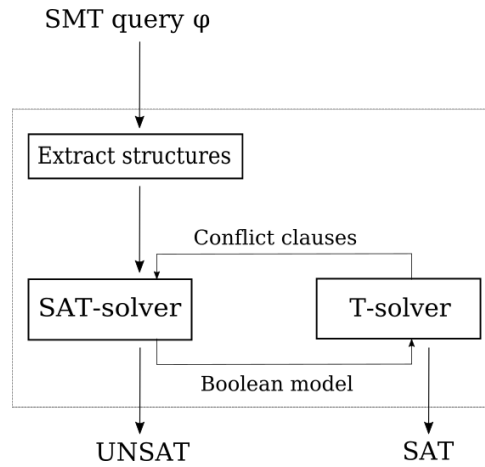 SMT query φ
Extract structures
Conflict clauses
SAT-solver
T-solver
Boolean model
UNSAT
SAT